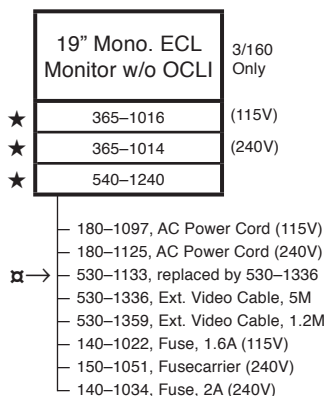 19” Mono. ECL
Monitor w/o OCLI
3/160
Only
★ 365–1016 (115V)
★ 365–1014 (240V)
★ 540–1240
180–1097, AC Power Cord (115V)
180–1125, AC Power Cord (240V)
¤→ 530–1133, replaced by 530–1336
530–1336, Ext. Video Cable, 5M
530–1359, Ext. Video Cable, 1.2M
140–1022, Fuse, 1.6A (115V)
150–1051, Fusecarrier (240V)
140–1034, Fuse, 2A (240V)